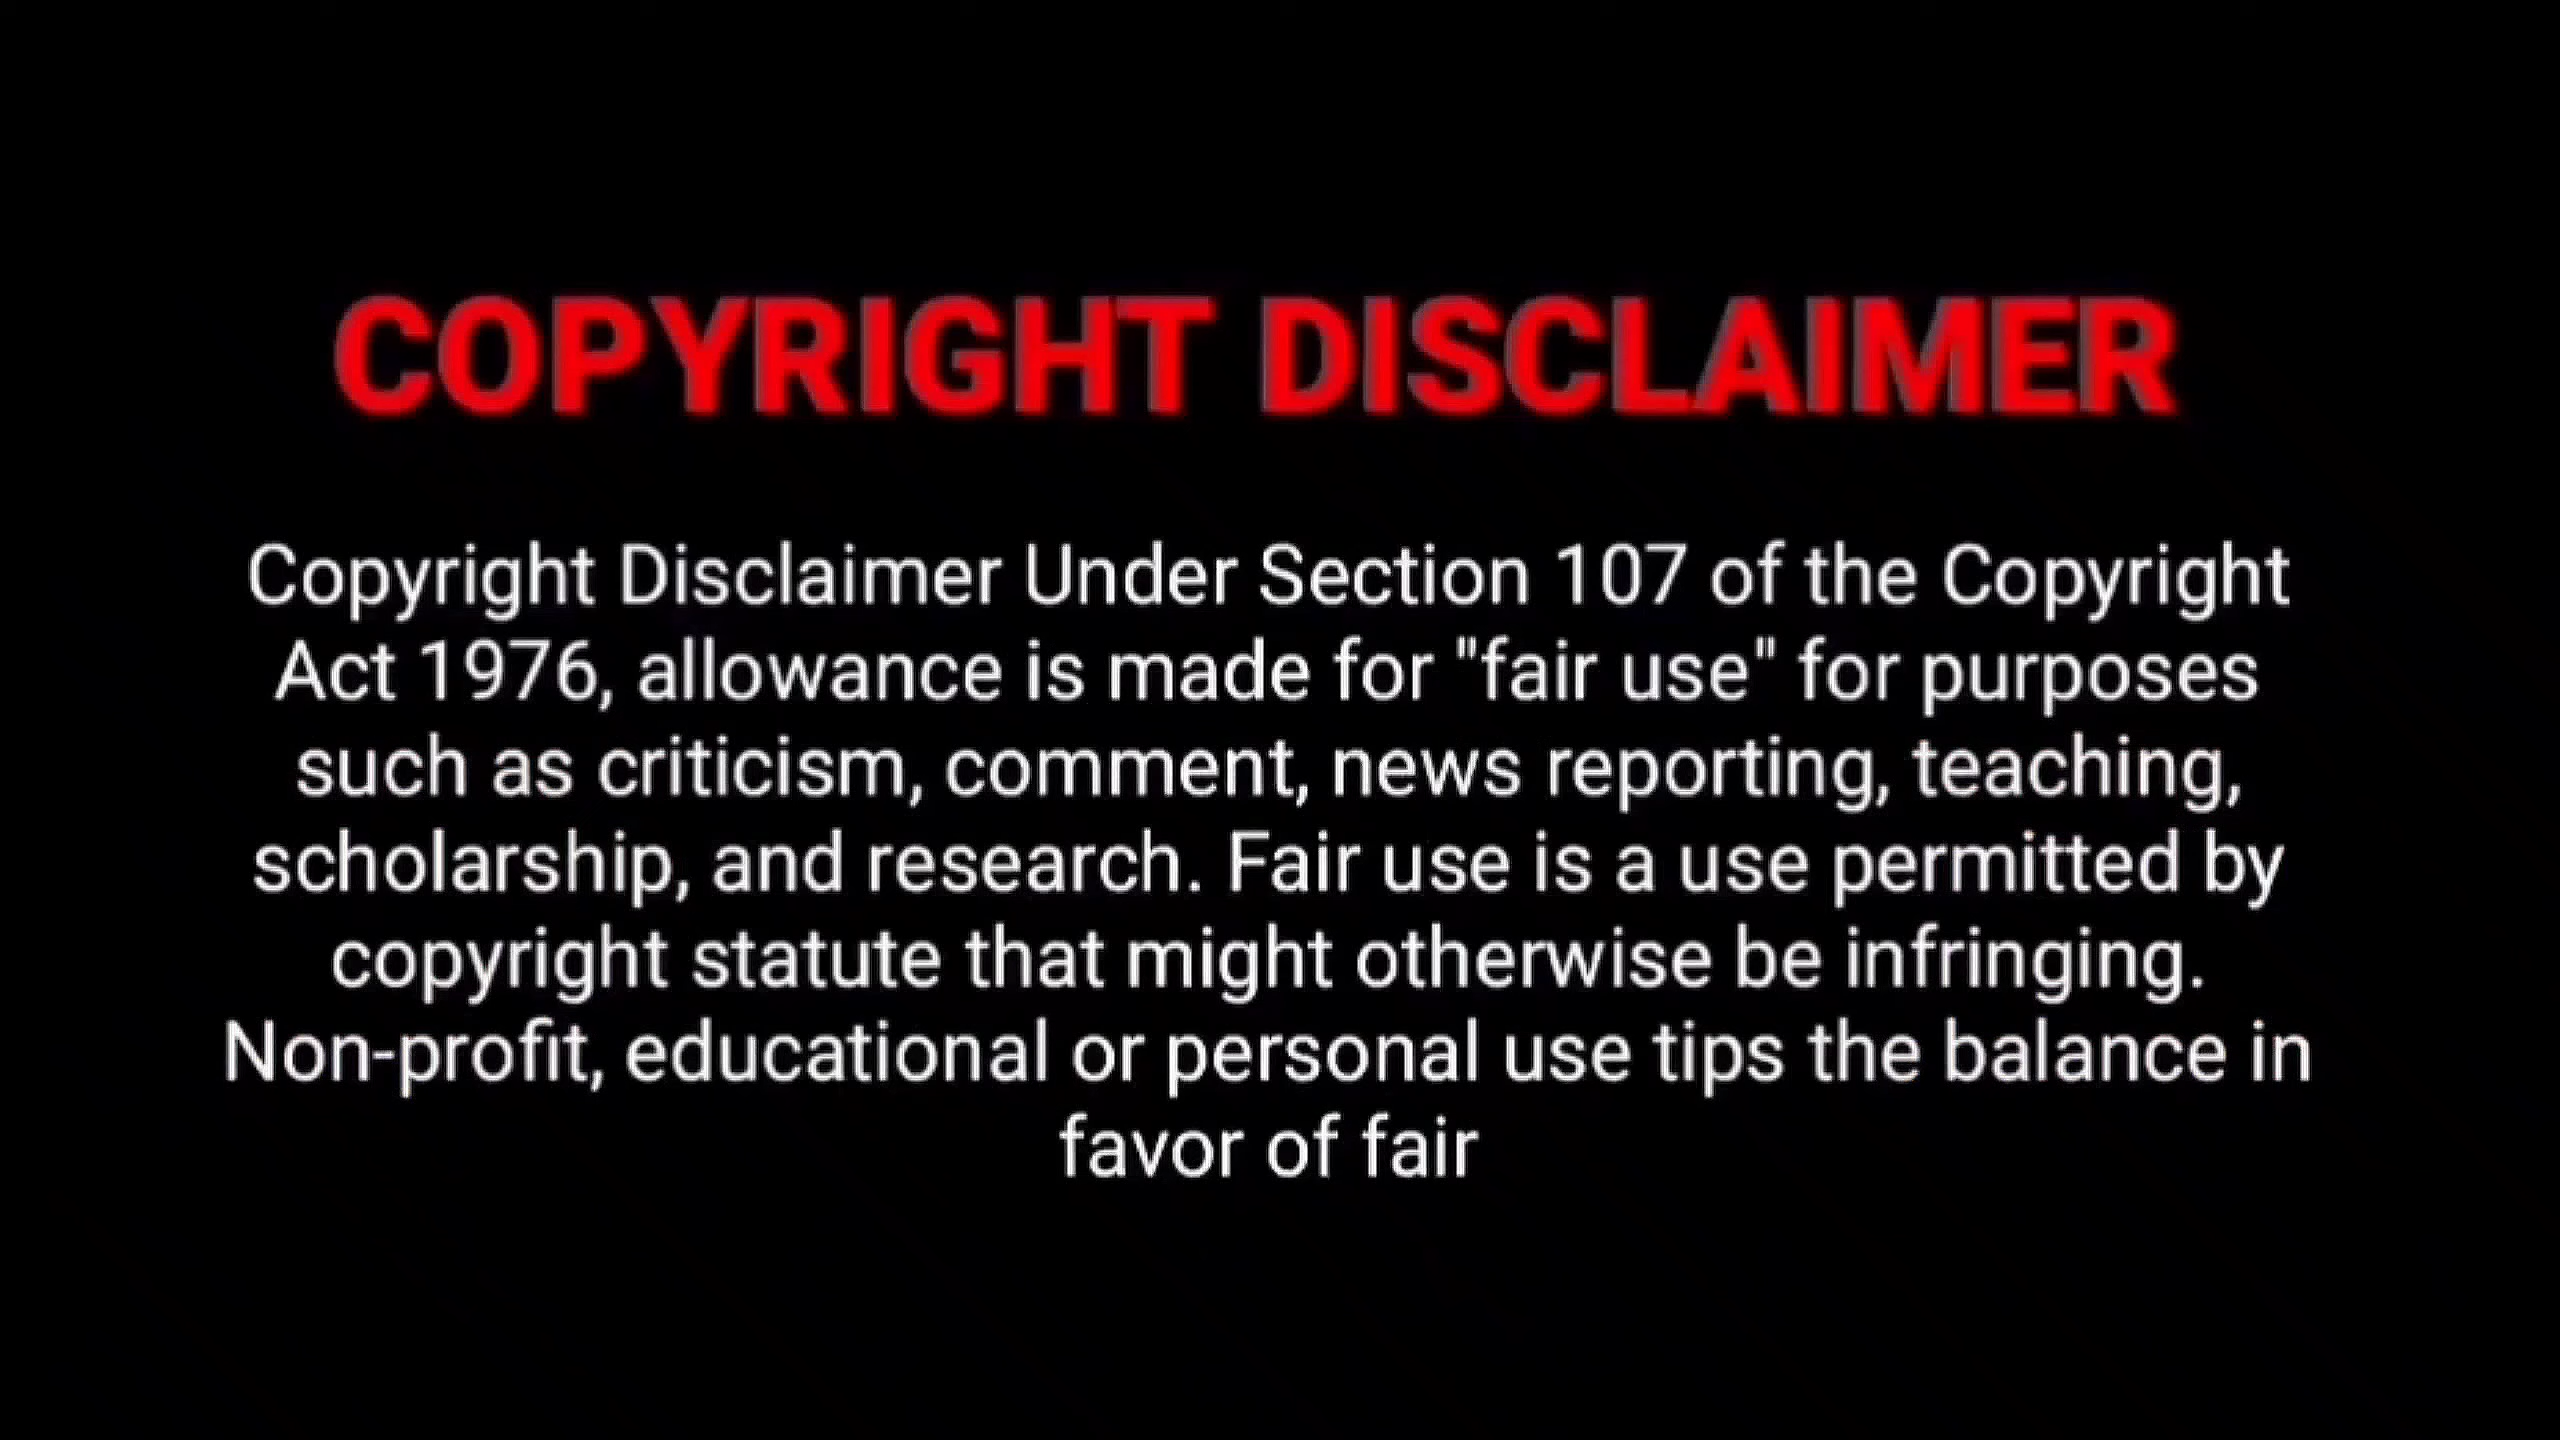 COPYRIGHT DISCLAIMER
Copyright Disclaimer Under Section 107 of the Copyright
Act 1976, allowance is made for "fair use" for purposes
such as criticism, comment, news reporting, teaching,
scholarship, and research. Fair use is a use permitted by
copyright statute that might otherwise be infringing.
Non-profit, educational or personal use tips the balance in
favor of fair